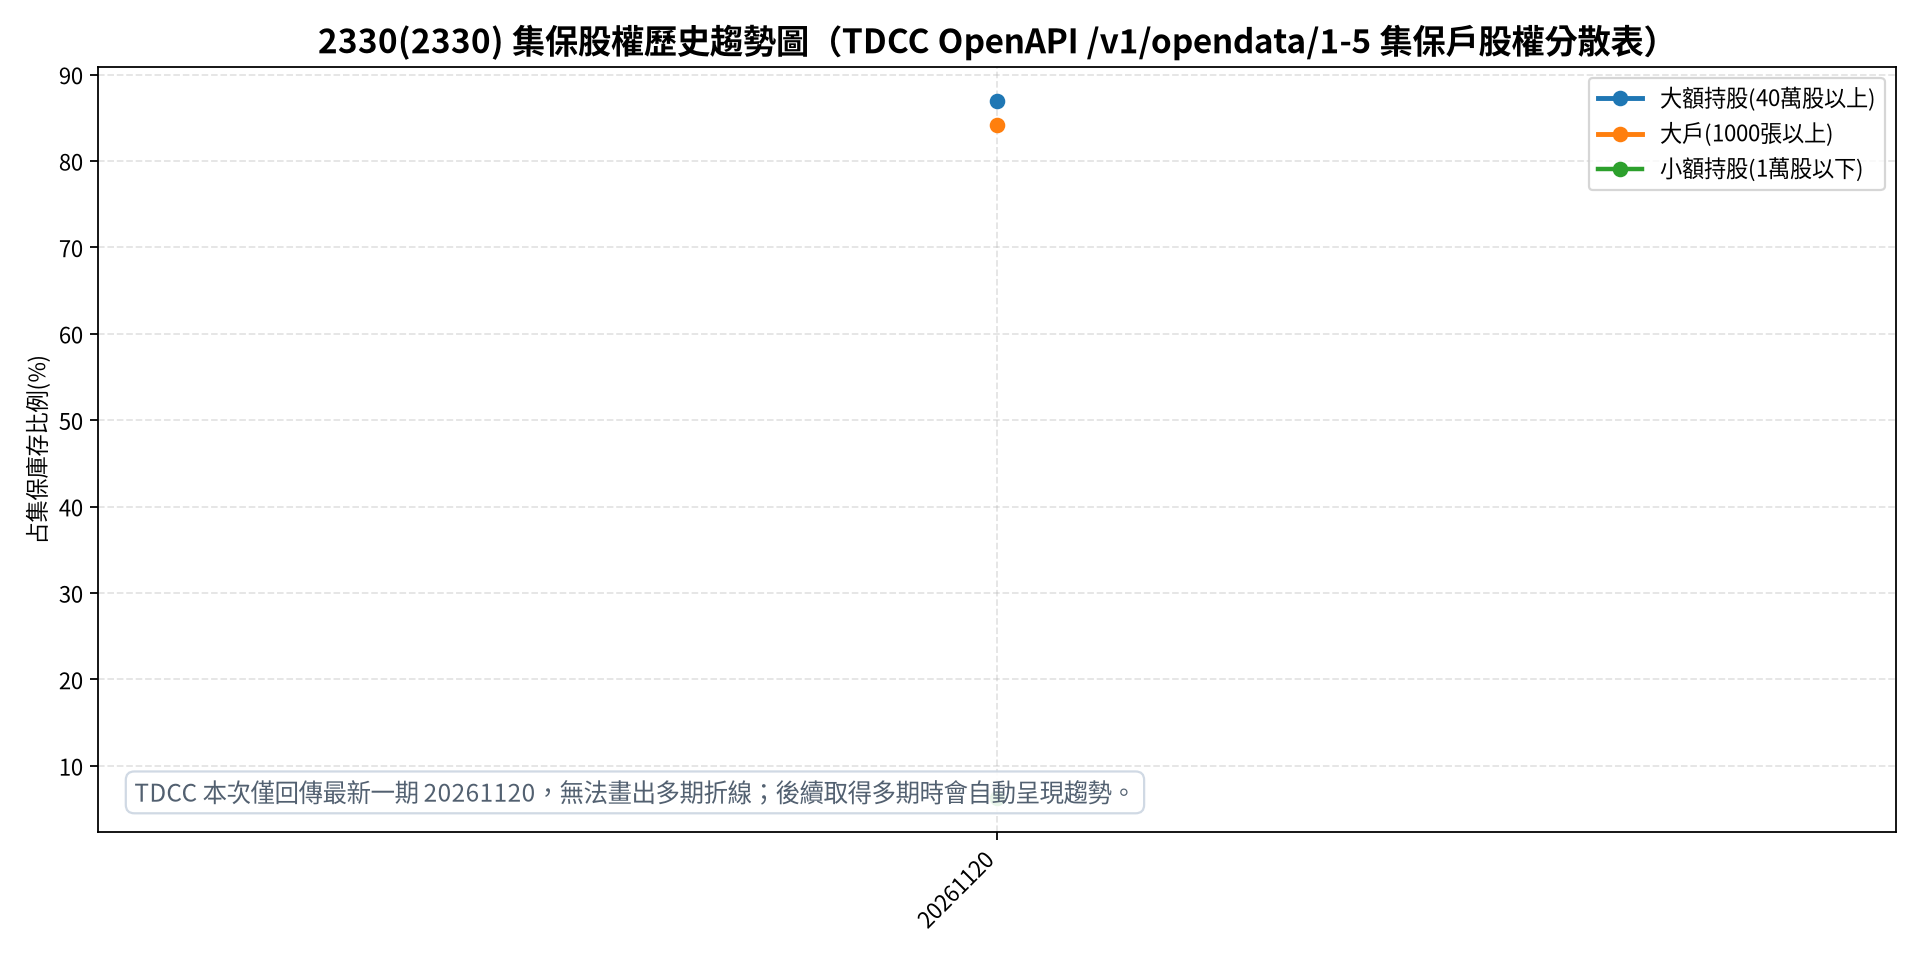 2330(2330) 集保股權歷史趨勢圖（TDCC OpenAPI /v1/opendata/1-5 集保戶股權分散表）
大額持股(40萬股以上)
大戶(1000張以上)
小額持股(1萬股以下)
占集保庫存比例(%)
90
80
70
60
50
40
30
20
10
TDCC 本次僅回傳最新一期 20261120，無法畫出多期折線；後續取得多期時會自動呈現趨勢。
20261120